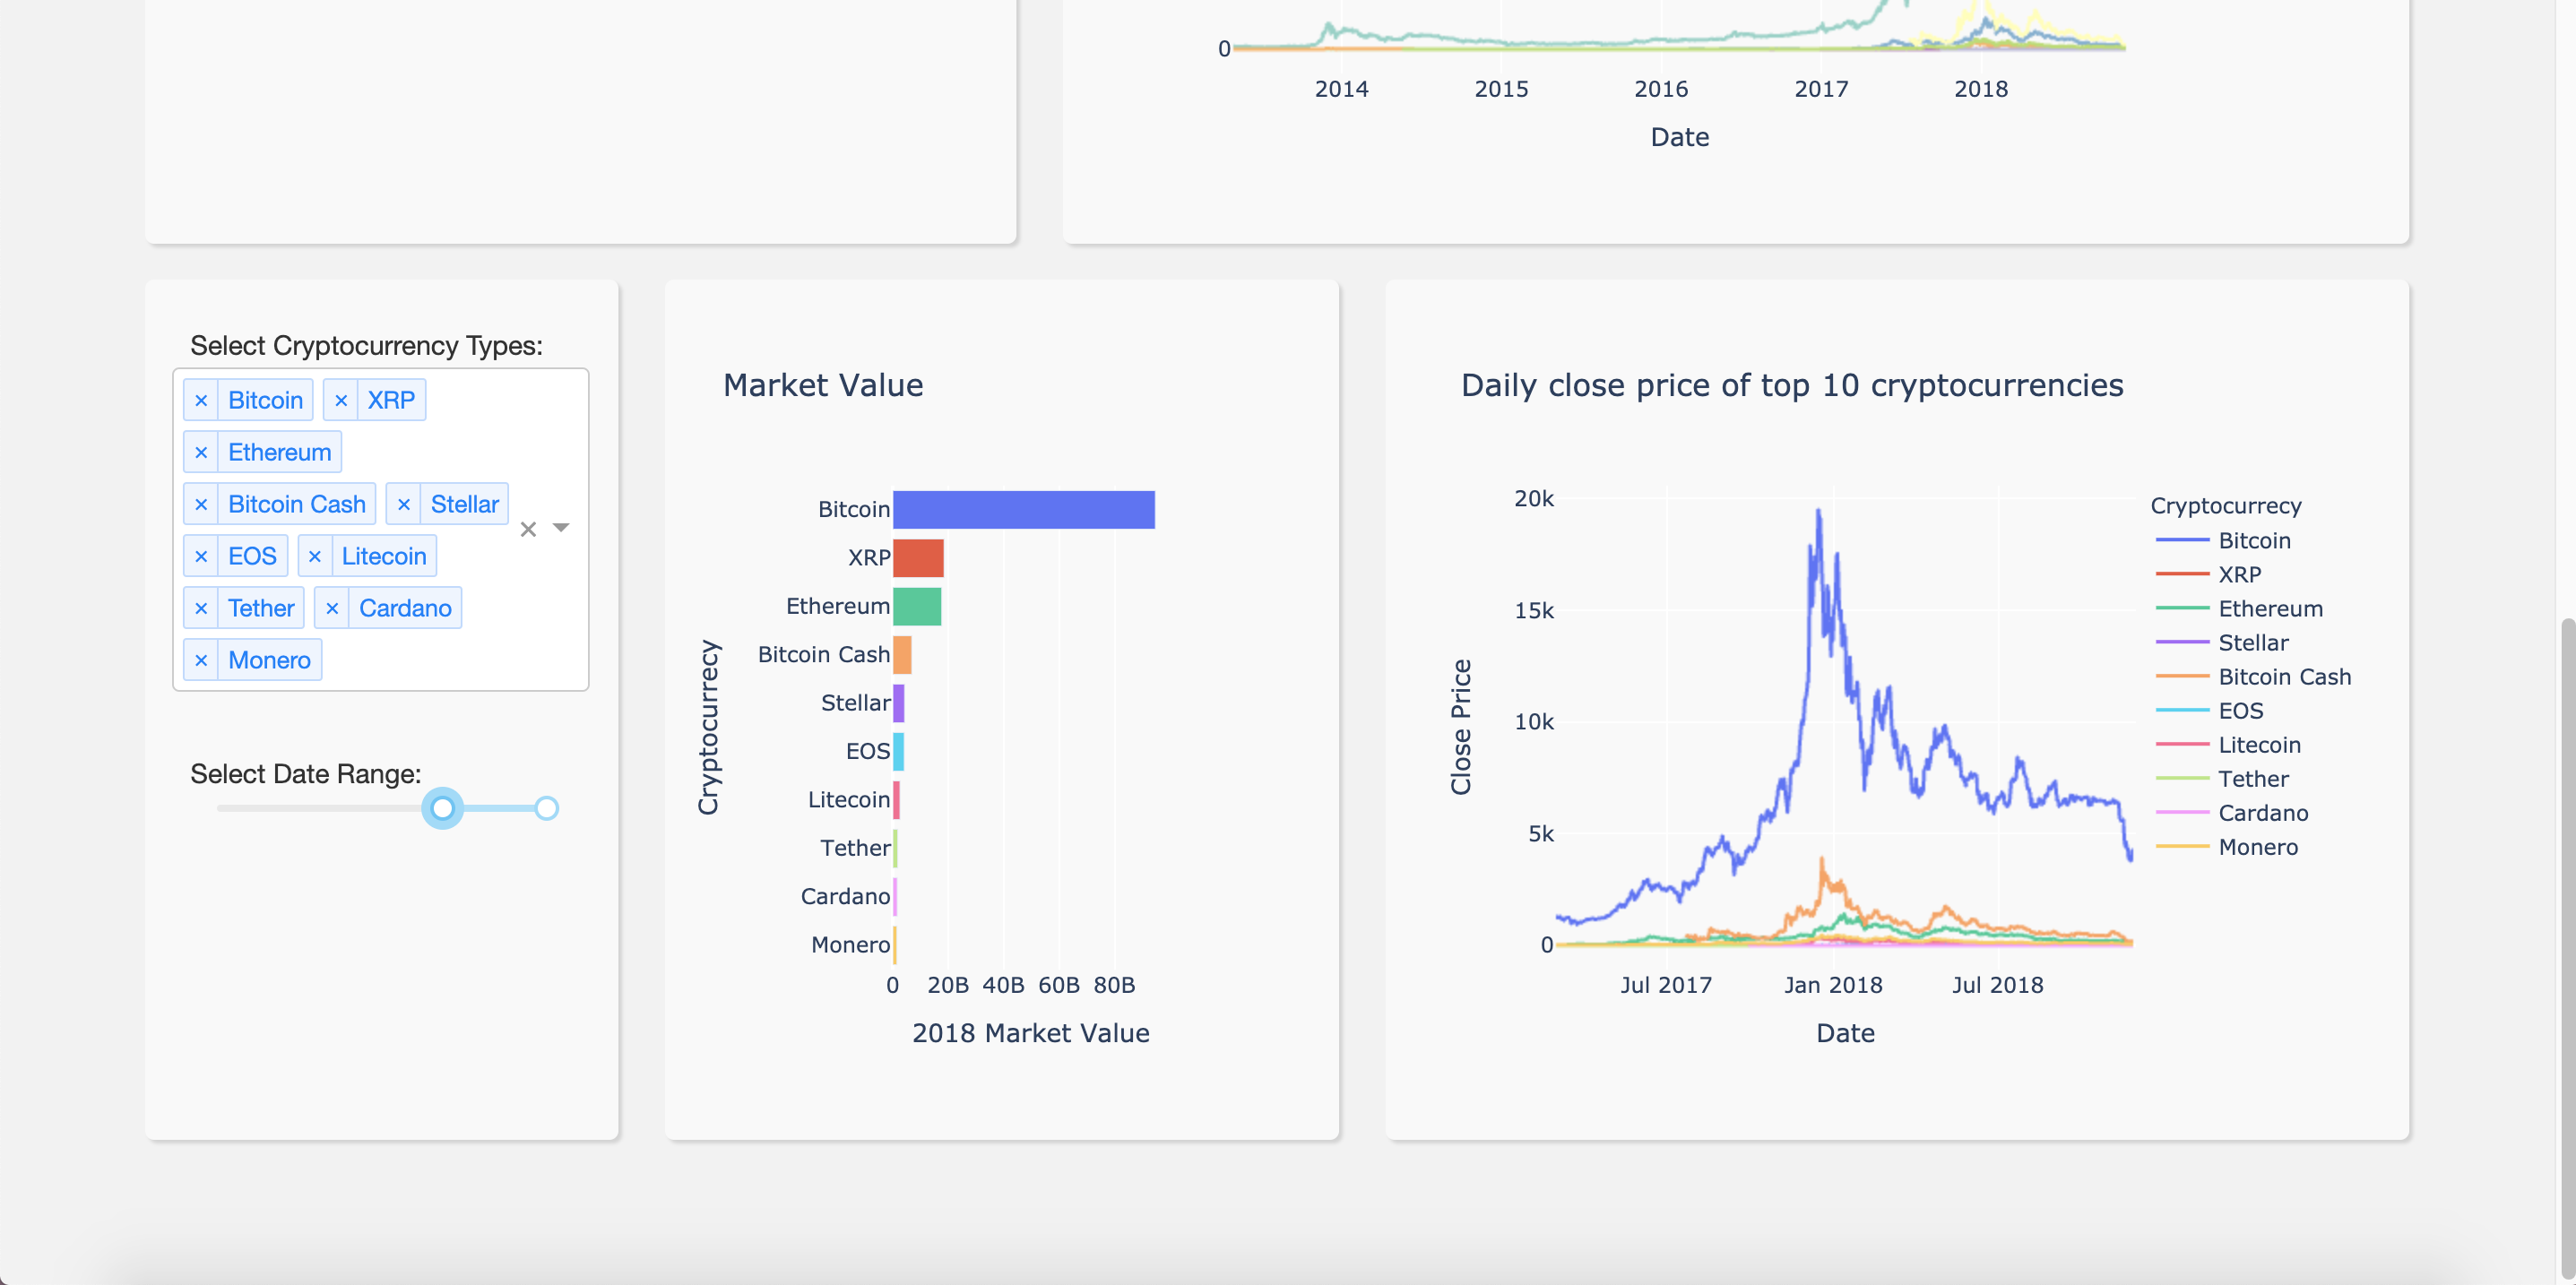 0
2014 2015 2016 2017 2018
Date
Select Cryptocurrency Types:
× Bitcoin × XRP
× Ethereum
× Bitcoin Cash × Stellar
× EOS × Litecoin
× Tether × Cardano
× Monero
Select Date Range:
Market Value
Cryptocurrecy
Bitcoin
XRP
Ethereum
Bitcoin Cash
Stellar
EOS
Litecoin
Tether
Cardano
Monero
0 20B 40B 60B 80B
2018 Market Value
Daily close price of top 10 cryptocurrencies
Close Price
20k
15k
10k
5k
0
Jul 2017 Jan 2018 Jul 2018
Date
Cryptocurrecy
Bitcoin
XRP
Ethereum
Stellar
Bitcoin Cash
EOS
Litecoin
Tether
Cardano
Monero